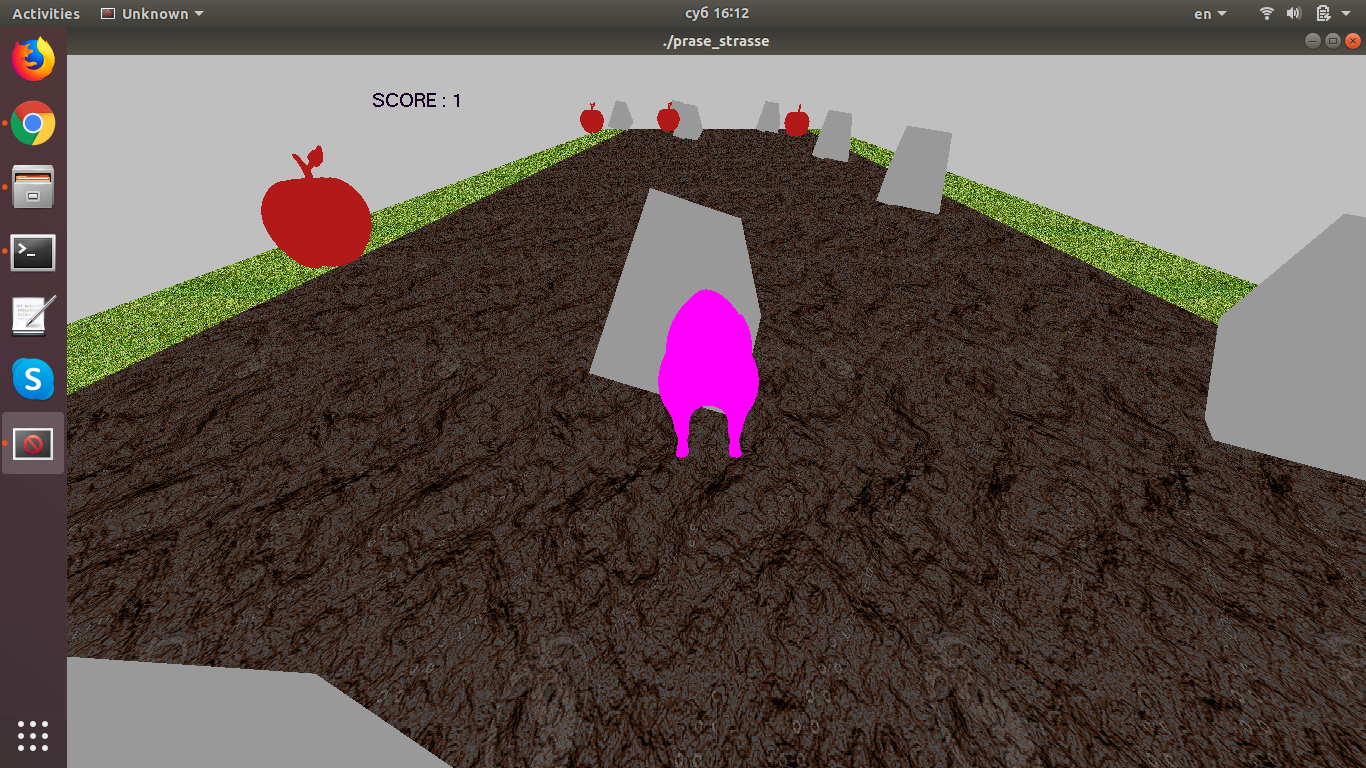 Activities
Unknown
суб 16:12
en
./prase_strasse
SCORE : 1